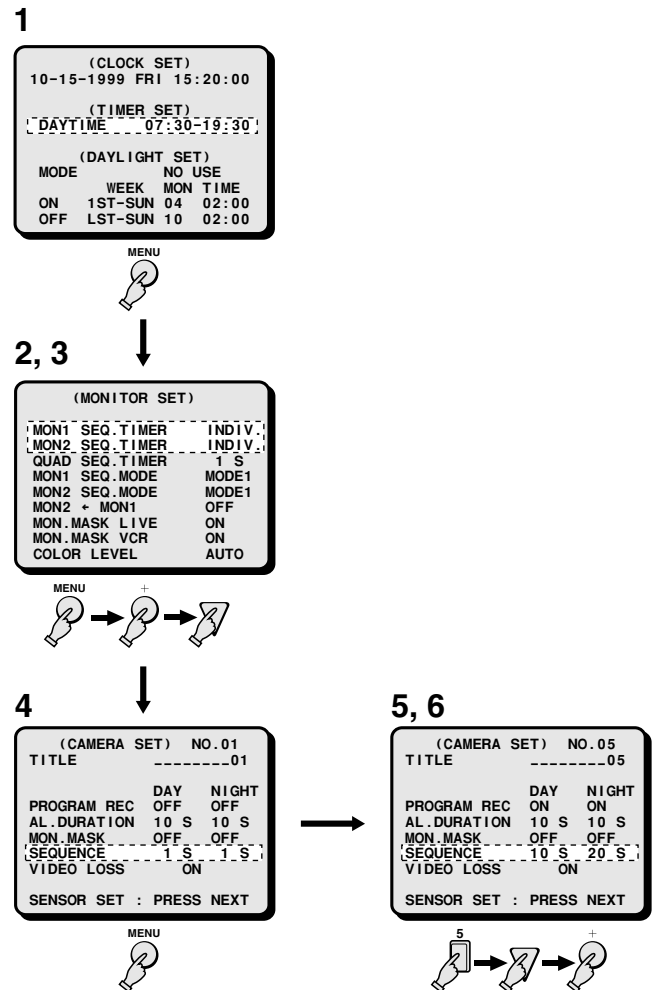 1
(CLOCK SET)
10-15-1999 FRI 15:20:00
(TIMER SET)
DAYTIME 07:30-19:30
(DAYLIGHT SET)
MODE NO USE
WEEK MON TIME
ON 1ST-SUN 04 02:00
OFF LST-SUN 10 02:00
MENU
2, 3
(MONITOR SET)
MON1 SEQ.TIMER INDIV.
MON2 SEQ.TIMER INDIV.
QUAD SEQ.TIMER 1 S
MON1 SEQ.MODE MODE1
MON2 SEQ.MODE MODE1
MON2 ← MON1 OFF
MON.MASK LIVE ON
MON.MASK VCR ON
COLOR LEVEL AUTO
MENU +
4
(CAMERA SET) NO.01
TITLE ________01
DAY NIGHT
PROGRAM REC OFF OFF
AL.DURATION 10 S 10 S
MON.MASK OFF OFF
SEQUENCE 1 S 1 S
VIDEO LOSS ON
SENSOR SET : PRESS NEXT
MENU
5, 6
(CAMERA SET) NO.05
TITLE ________05
DAY NIGHT
PROGRAM REC ON ON
AL.DURATION 10 S 10 S
MON.MASK OFF OFF
SEQUENCE 10 S 20 S
VIDEO LOSS ON
SENSOR SET : PRESS NEXT
5 +